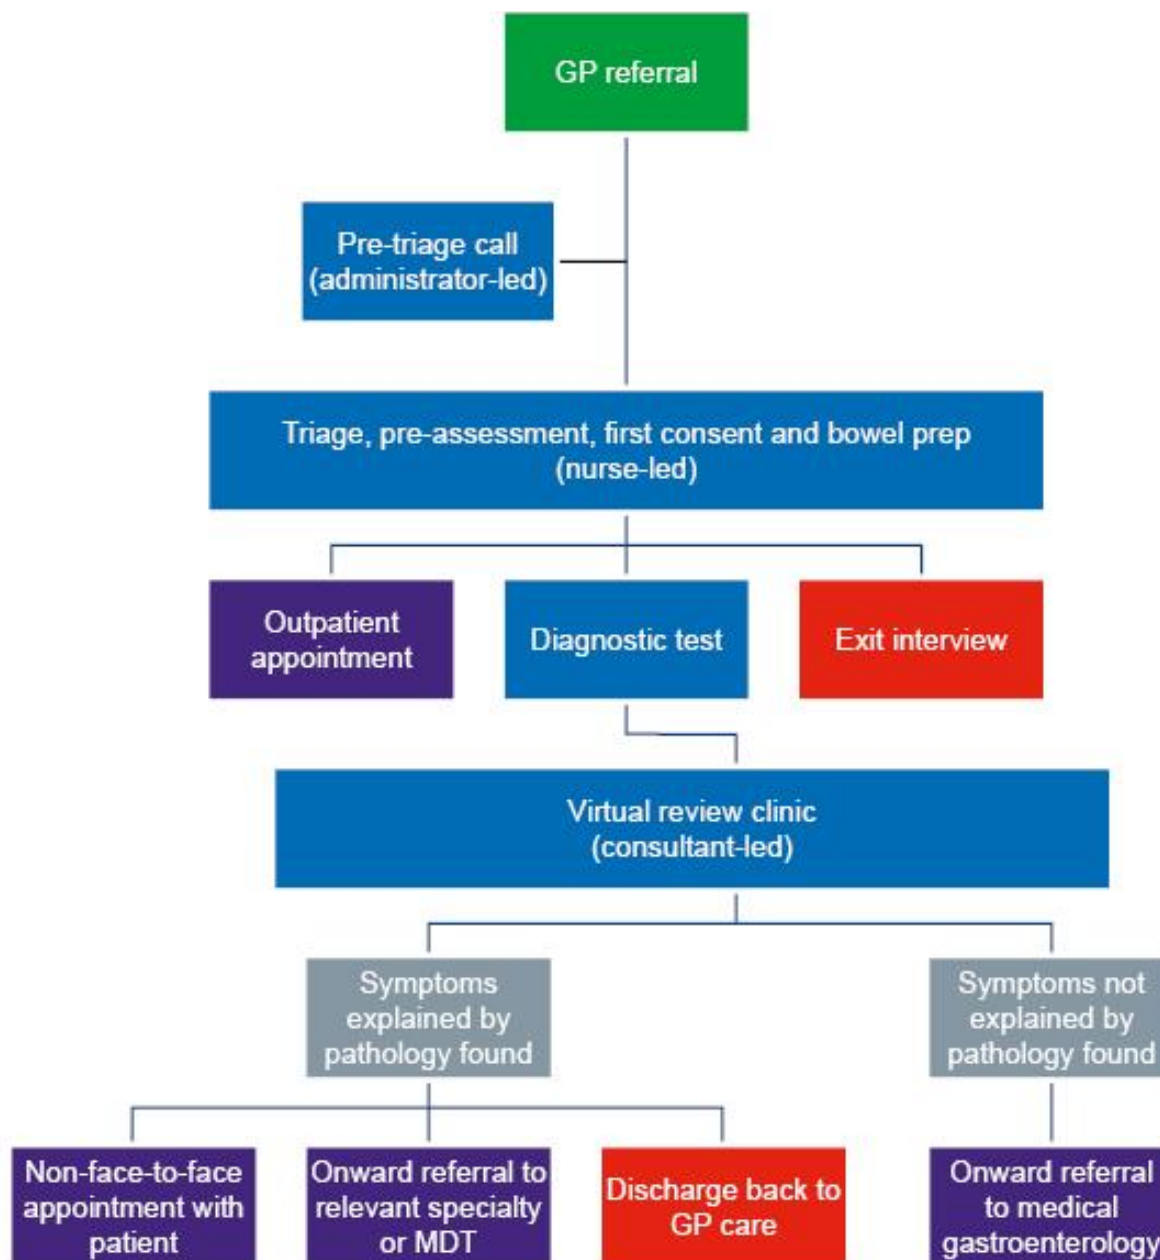 GP referral
Pre-triage call
(administrator-led)
Triage, pre-assessment, first consent and bowel prep
(nurse-led)
Outpatient
appointment
Diagnostic test
Exit interview
Virtual review clinic
(consultant-led)
Symptoms
explained by
pathology found
Symptoms not
explained by
pathology found
Non-face-to-face
appointment with
patient
Onward referral to
relevant specialty
or MDT
Discharge back to
GP care
Onward referral
to medical
gastroenterology